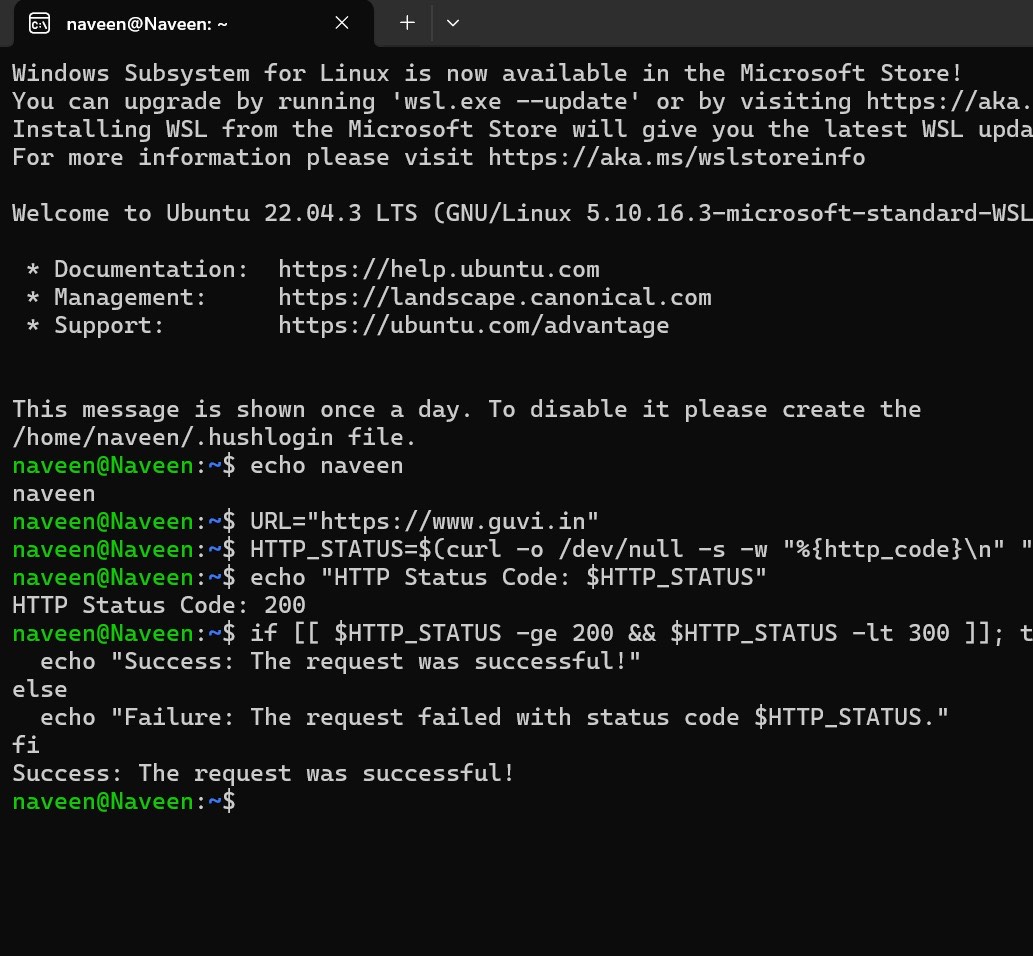 naveen@Naveen: ~
Windows Subsystem for Linux is now available in the Microsoft Store!
You can upgrade by running 'wsl.exe --update' or by visiting https://aka.
Installing WSL from the Microsoft Store will give you the latest WSL upda
For more information please visit https://aka.ms/wslstoreinfo
Welcome to Ubuntu 22.04.3 LTS (GNU/Linux 5.10.16.3-microsoft-standard-WSL
* Documentation:  https://help.ubuntu.com
* Management:     https://landscape.canonical.com
* Support:        https://ubuntu.com/advantage
This message is shown once a day. To disable it please create the
/home/naveen/.hushlogin file.
naveen@Naveen:~$ echo naveen
naveen
naveen@Naveen:~$ URL="https://www.guvi.in"
naveen@Naveen:~$ HTTP_STATUS=$(curl -o /dev/null -s -w "%{http_code}\n" "
naveen@Naveen:~$ echo "HTTP Status Code: $HTTP_STATUS"
HTTP Status Code: 200
naveen@Naveen:~$ if [[ $HTTP_STATUS -ge 200 && $HTTP_STATUS -lt 300 ]]; t
  echo "Success: The request was successful!"
else
  echo "Failure: The request failed with status code $HTTP_STATUS."
fi
Success: The request was successful!
naveen@Naveen:~$